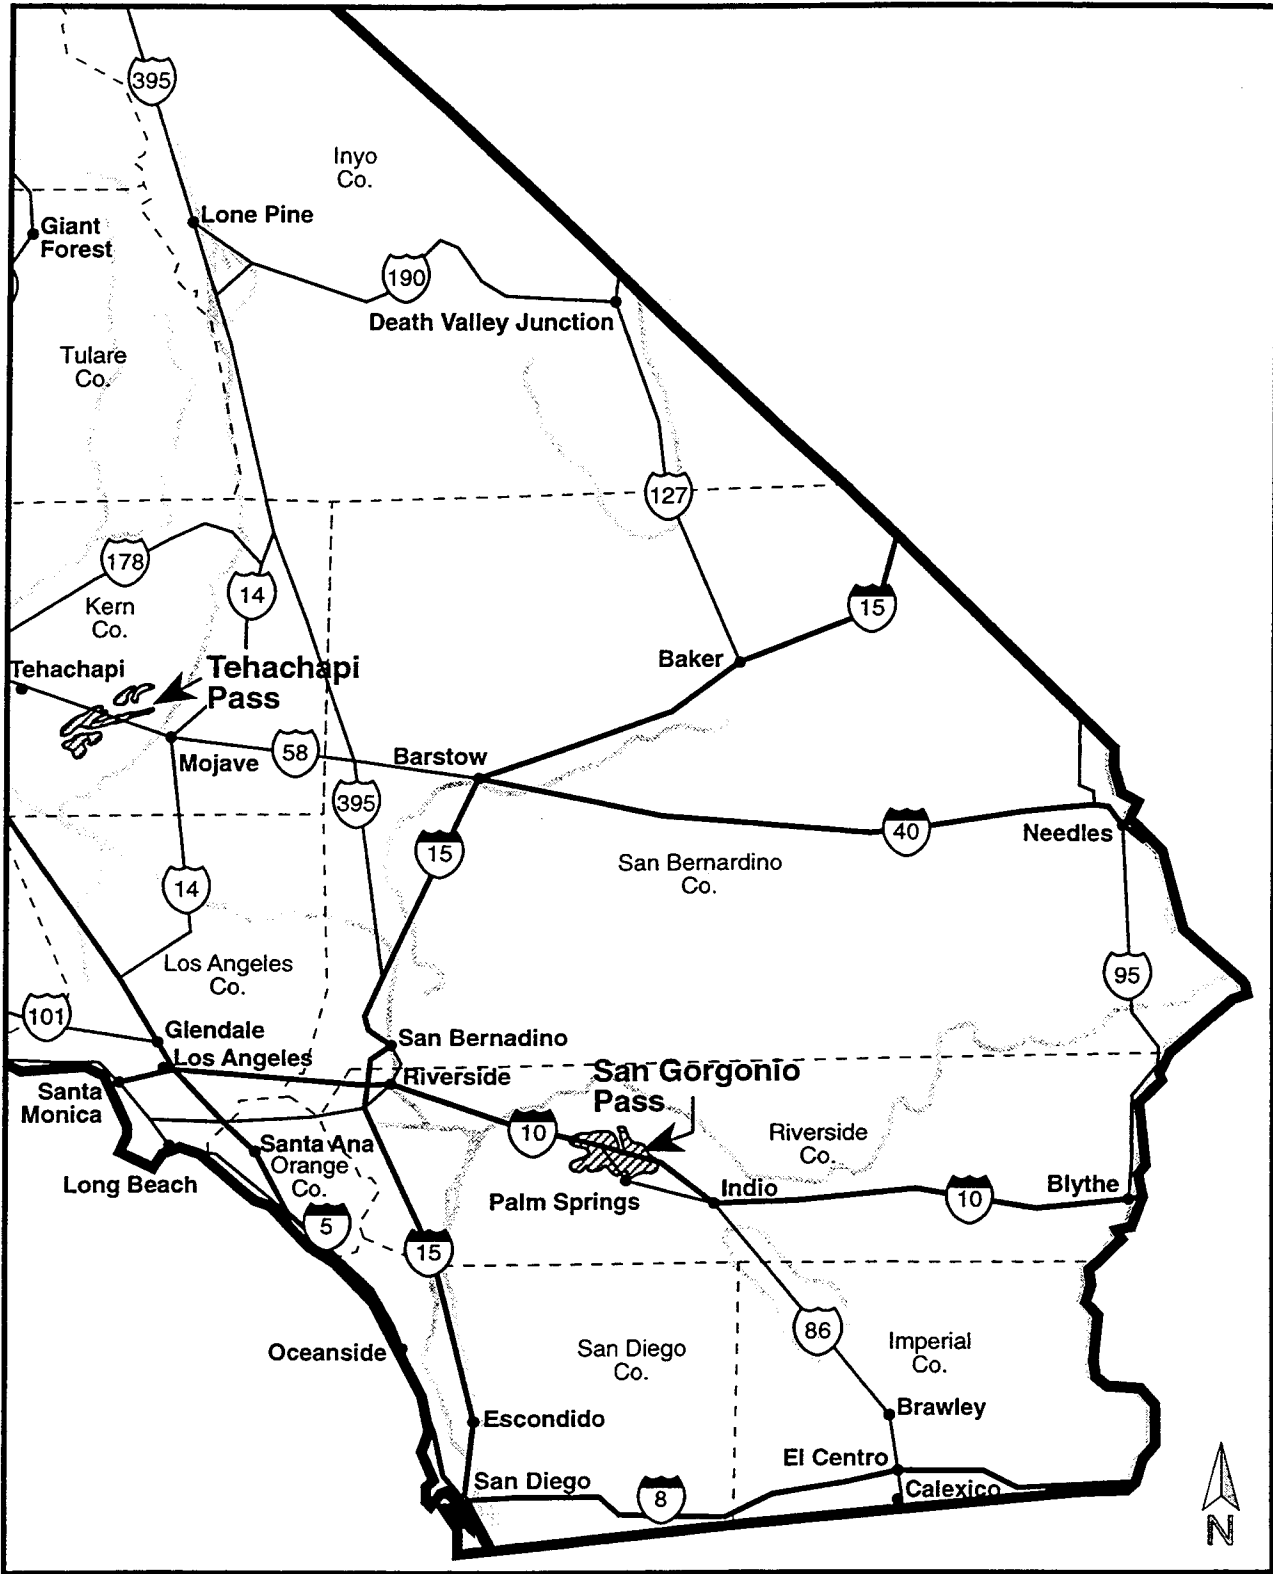 395
Inyo
Co.
Lone Pine
Giant
Forest
190
Death Valley Junction
Tulare
Co.
127
178
14
15
Kern
Co.
Baker
Tehachapi
Tehachapi
Pass
58
Mojave
Barstow
395
15
40
Needles
San Bernardino
Co.
14
Los Angeles
Co.
95
101
Glendale
San Bernadino
Los Angeles
Riverside
Santa
Monica
San Gorgonio
Pass
10
Riverside
Co.
Santa Ana
Orange
Co.
Long Beach
Palm Springs
Indio
10
Blythe
5
15
86
Oceanside
San Diego
Co.
Imperial
Co.
Brawley
Escondido
El Centro
San Diego
8
Calexico
N